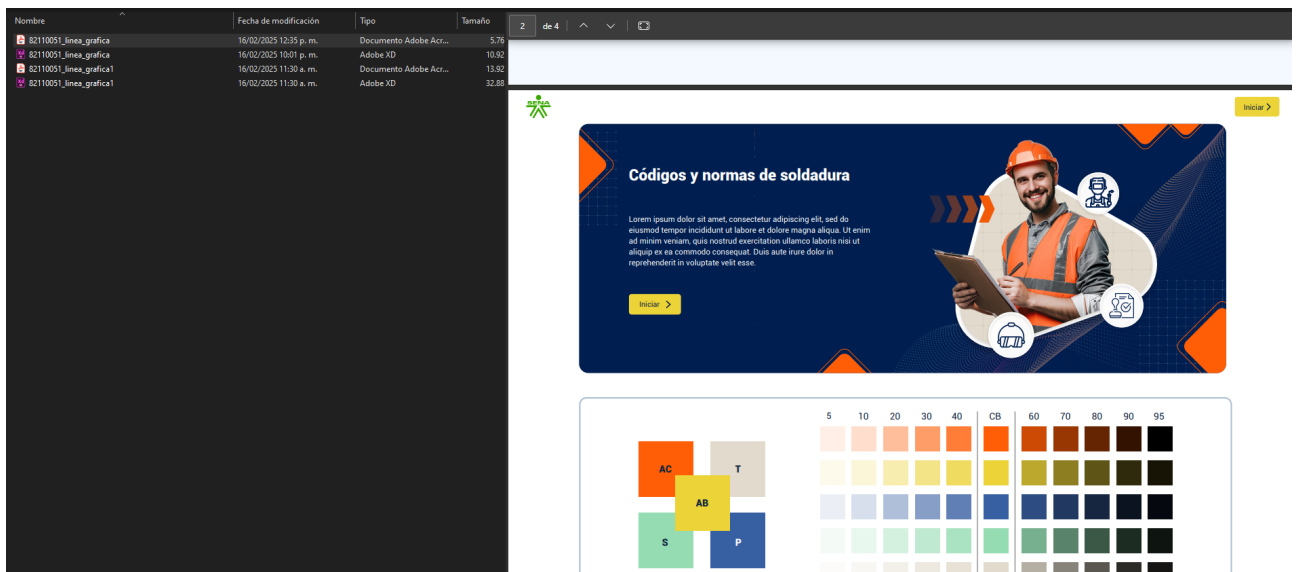 Nombre Fecha de modificación Tipo Tamaño
82110051_linea_grafica 16/02/2025 12:35 p. m. Documento Adobe Acr... 5.76
82110051_linea_grafica 16/02/2025 10:01 p. m. Adobe XD 10.92
82110051_linea_grafica1 16/02/2025 11:30 a. m. Documento Adobe Acr... 13.92
82110051_linea_grafica1 16/02/2025 11:30 a. m. Adobe XD 32.88
2 de 4
SENA
Iniciar
Códigos y normas de soldadura
Lorem ipsum dolor sit amet, consectetur adipiscing elit, sed do
eiusmod tempor incididunt ut labore et dolore magna aliqua. Ut enim
ad minim veniam, quis nostrud exercitation ullamco laboris nisi ut
aliquip ex ea commodo consequat. Duis aute irure dolor in
reprehenderit in voluptate velit esse.
Iniciar
5 10 20 30 40 CB 60 70 80 90 95
AC T
AB
S P